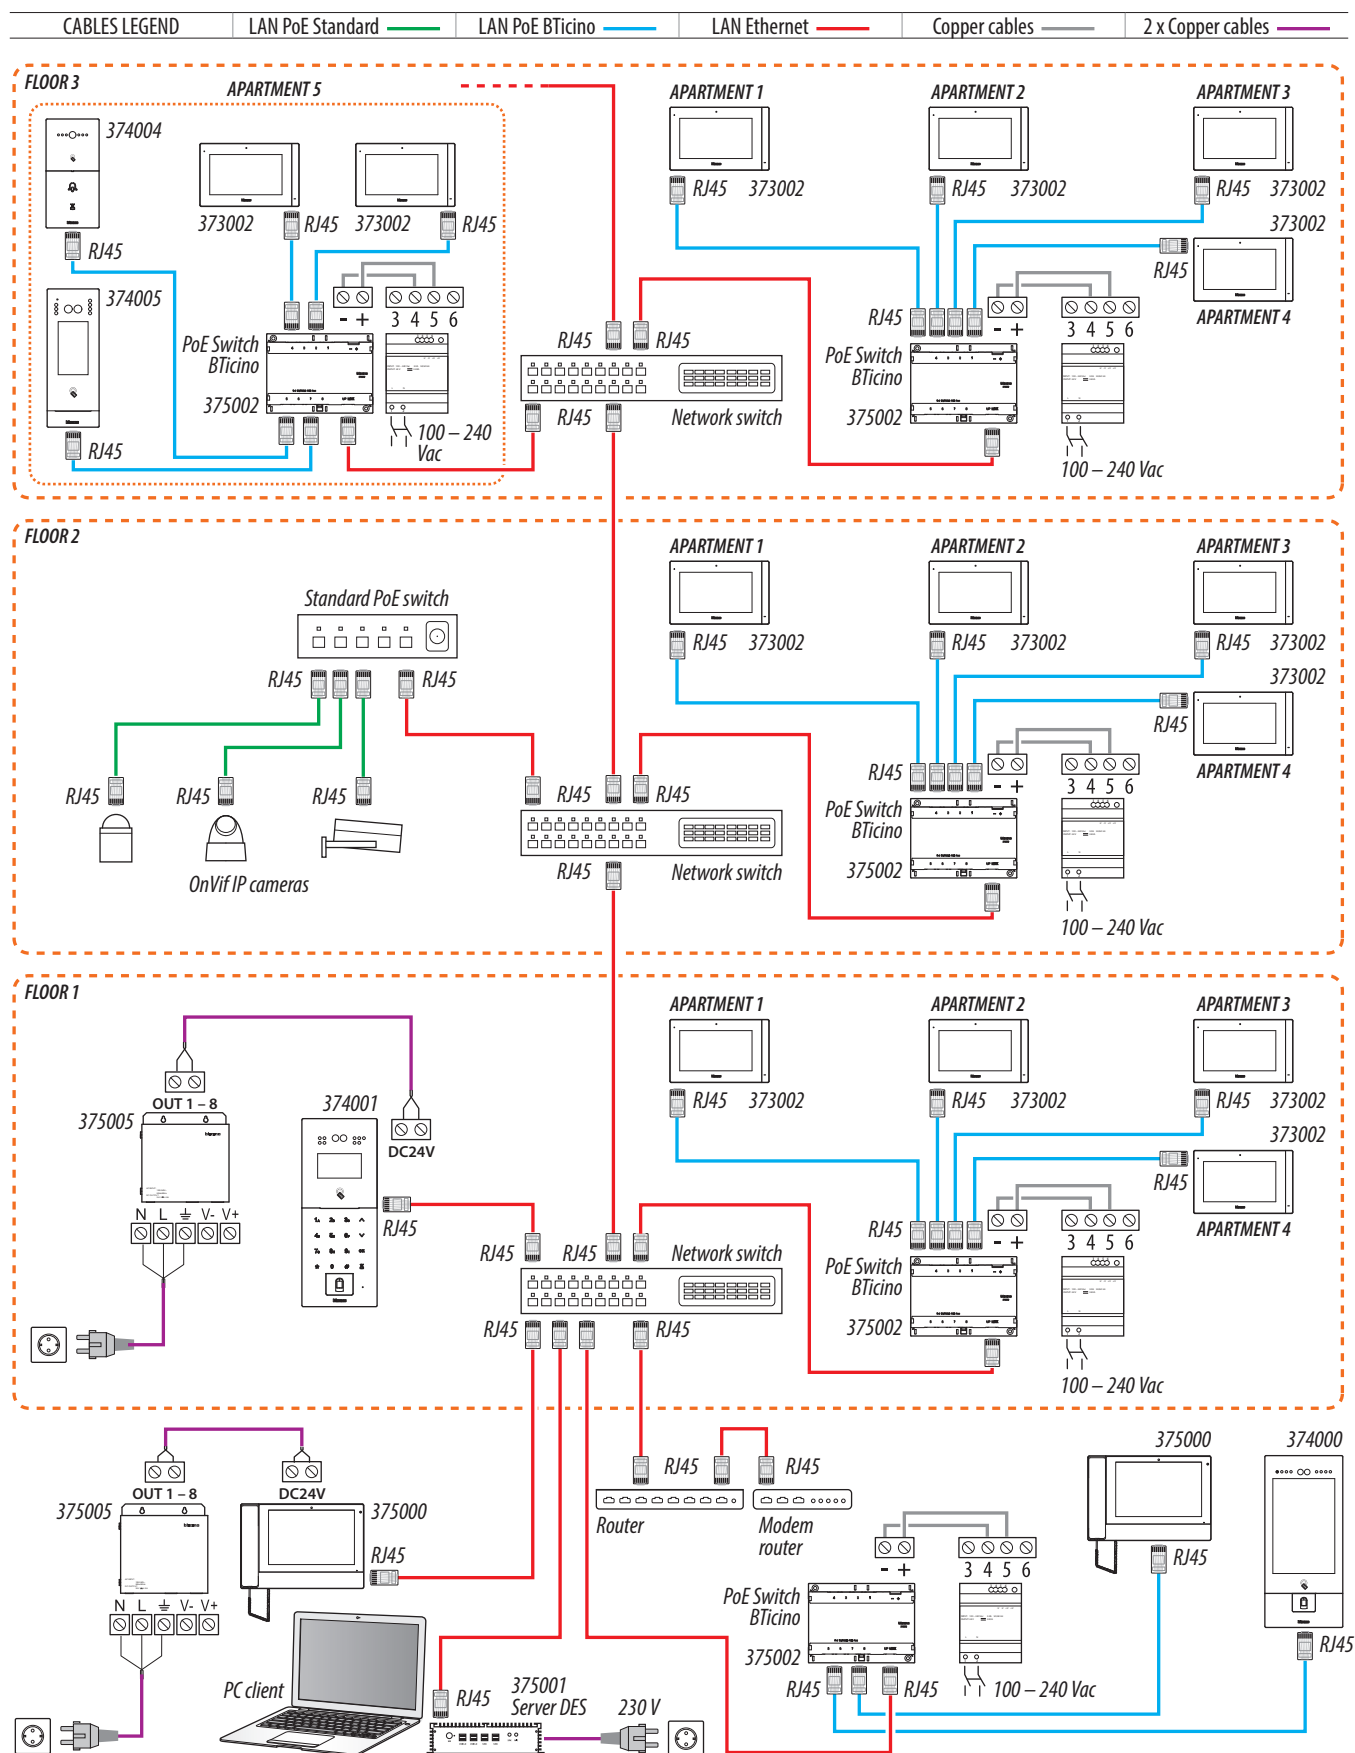 CABLES LEGEND LAN PoE Standard LAN PoE BTicino LAN Ethernet Copper cables 2 x Copper cables
FLOOR 3
APARTMENT 5
APARTMENT 1
APARTMENT 2
APARTMENT 3
374004
RJ45 373002
RJ45 373002
RJ45 373002
373002
RJ45
373002 RJ45 373002 RJ45
RJ45
374005
APARTMENT 4
RJ45
- +
3 4 5 6
PoE Switch
BTicino
375002
RJ45
100 – 240
Vac
RJ45 RJ45
RJ45
Network switch
RJ45
PoE Switch
BTicino
375002
- +
3 4 5 6
100 – 240 Vac
FLOOR 2
APARTMENT 1
APARTMENT 2
APARTMENT 3
Standard PoE switch
RJ45 373002
RJ45 373002
RJ45 373002
373002
RJ45
RJ45 RJ45
APARTMENT 4
RJ45 RJ45 RJ45
OnVif IP cameras
RJ45 RJ45
RJ45
Network switch
RJ45
PoE Switch
BTicino
375002
- +
3 4 5 6
100 – 240 Vac
FLOOR 1
APARTMENT 1
APARTMENT 2
APARTMENT 3
RJ45 373002
RJ45 373002
RJ45 373002
373002
RJ45
APARTMENT 4
OUT 1 – 8
375005
374001
DC24V
N L V- V+
RJ45
RJ45 RJ45
Network switch
RJ45 RJ45
RJ45
PoE Switch
BTicino
375002
- +
3 4 5 6
100 – 240 Vac
OUT 1 – 8
375005
DC24V
375000
RJ45
N L V- V+
RJ45 RJ45
Router
Modem
router
375000
374000
RJ45
RJ45
- +
3 4 5 6
PoE Switch
BTicino
375002
RJ45 RJ45
100 – 240 Vac
PC client
RJ45
375001
Server DES
230 V